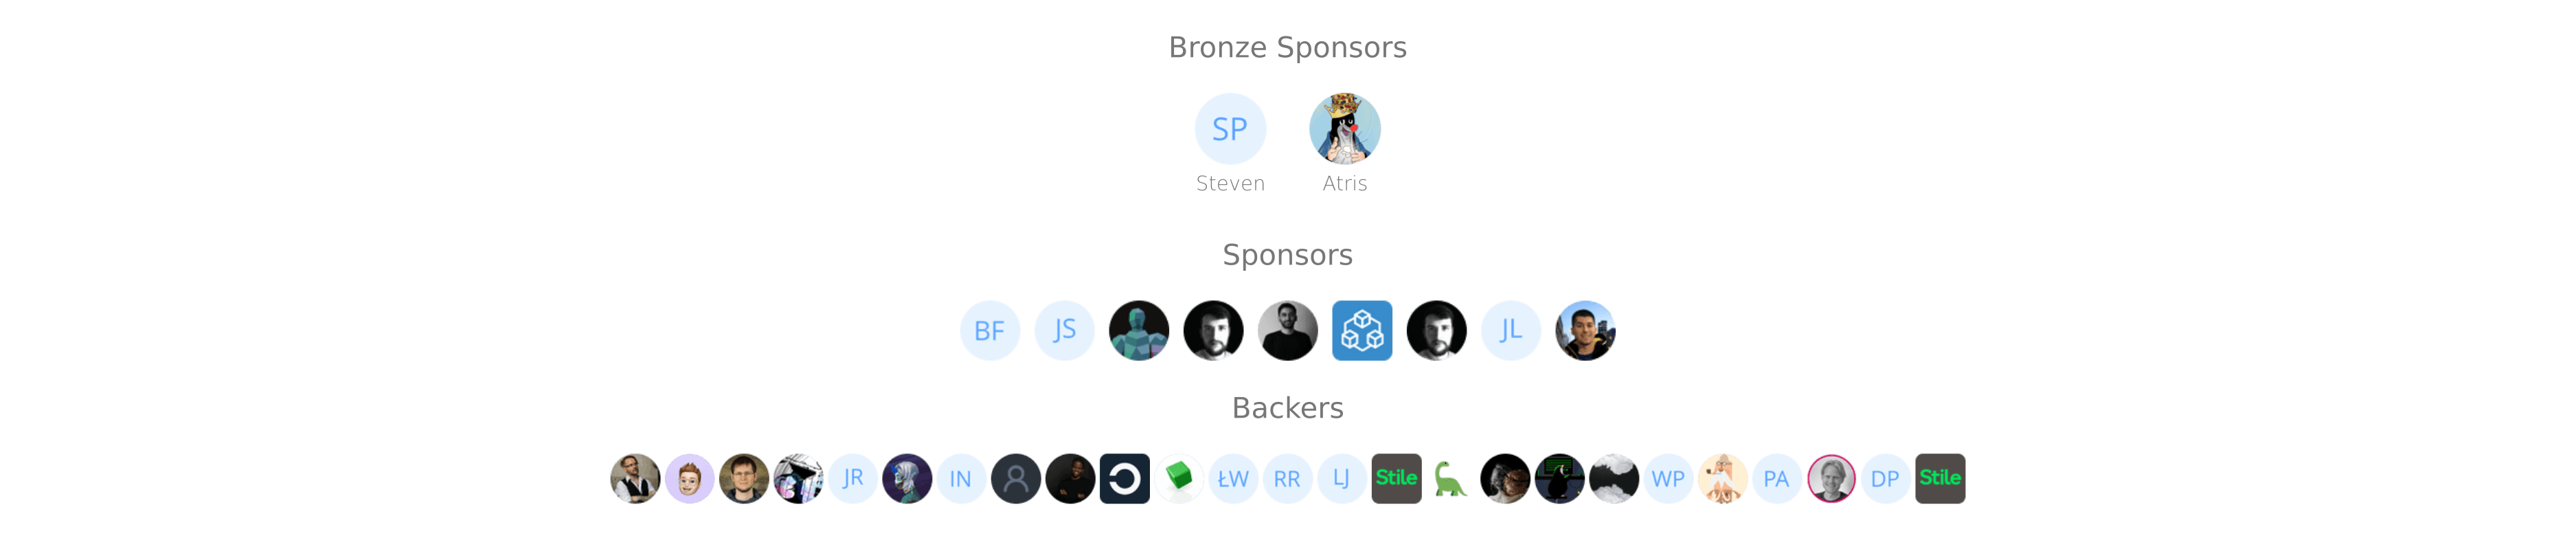 Bronze Sponsors
SP
Steven Atris
Sponsors
BF JS JL
Backers
JR IN ŁW RR LJ Stile WP PA DP Stile